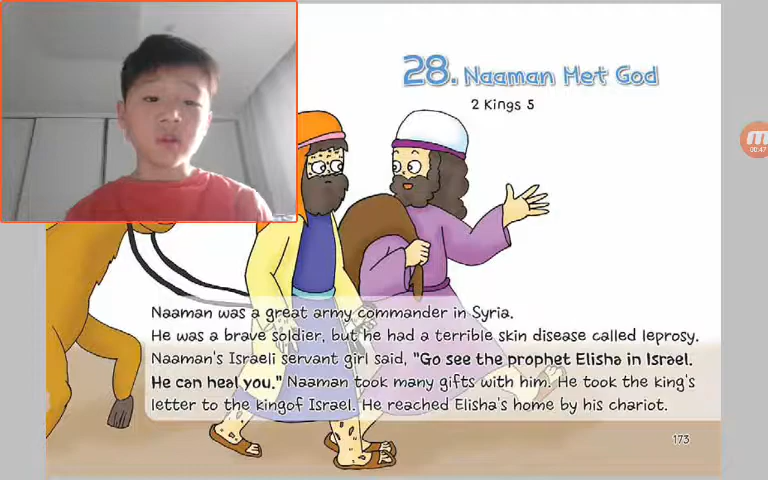 28. Naaman Met God
2 Kings 5
Naaman was a great army commander in Syria.
He was a brave soldier, but he had a terrible skin disease called leprosy.
Naaman's Israeli servant girl said, "Go see the prophet Elisha in Israel.
He can heal you." Naaman took many gifts with him. He took the king's
letter to the kingof Israel. He reached Elisha's home by his chariot.
173
m
00:47